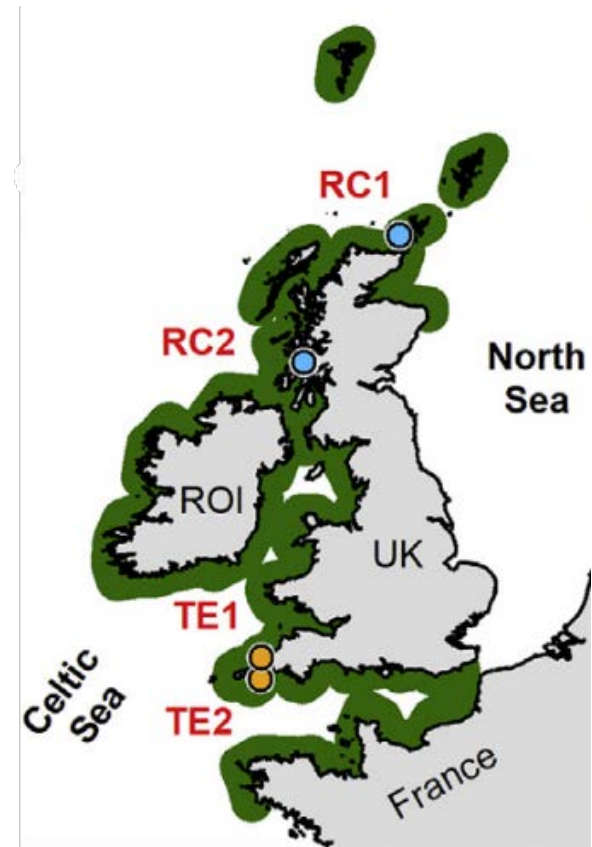 RC1
RC2
North
Sea
ROI
UK
TE1
Celtic
Sea
TE2
France